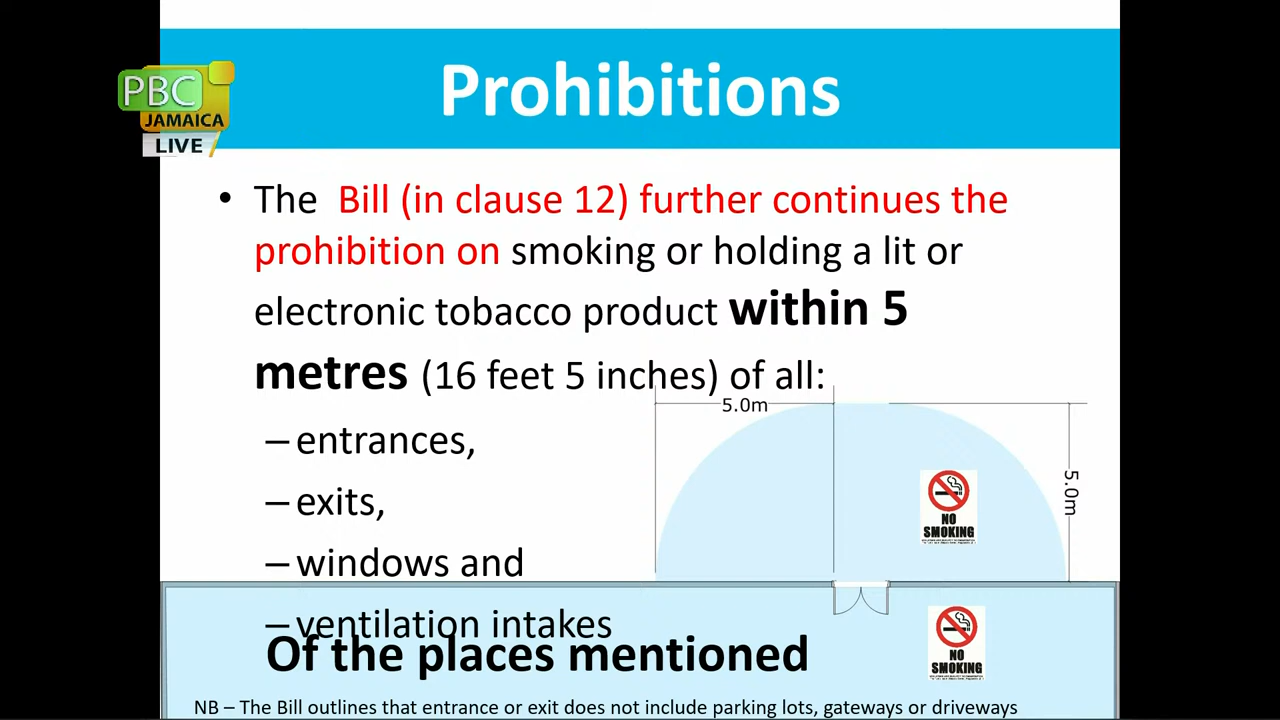 Prohibitions
PBC
JAMAICA
LIVE
• The Bill (in clause 12) further continues the
prohibition on smoking or holding a lit or
electronic tobacco product within 5
metres (16 feet 5 inches) of all:
5.0m
– entrances,
5.0m
– exits,
NO
SMOKING
– windows and
– ventilation intakes
Of the places mentioned
NO
SMOKING
NB – The Bill outlines that entrance or exit does not include parking lots, gateways or driveways